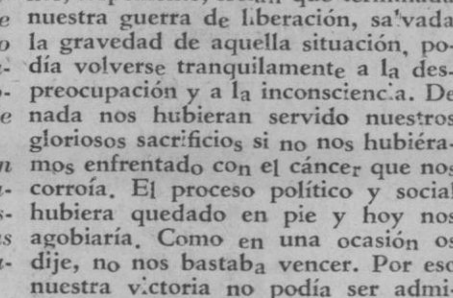 nuestra guerra de liberación, salvada
la gravedad de aquella situación, po-
día volverse tranquilamente a la des-
preocupación y a la inconsciencia. De
nada nos hubieran servido nuestros
gloriosos sacrificios si no nos hubiéra-
mos enfrentado con el cáncer que nos
corroía. El proceso político y social
hubiera quedado en pie y hoy nos
agobiaría. Como en una ocasión os
dije, no nos bastaba vencer. Por eso
nuestra victoria no podía ser admi-